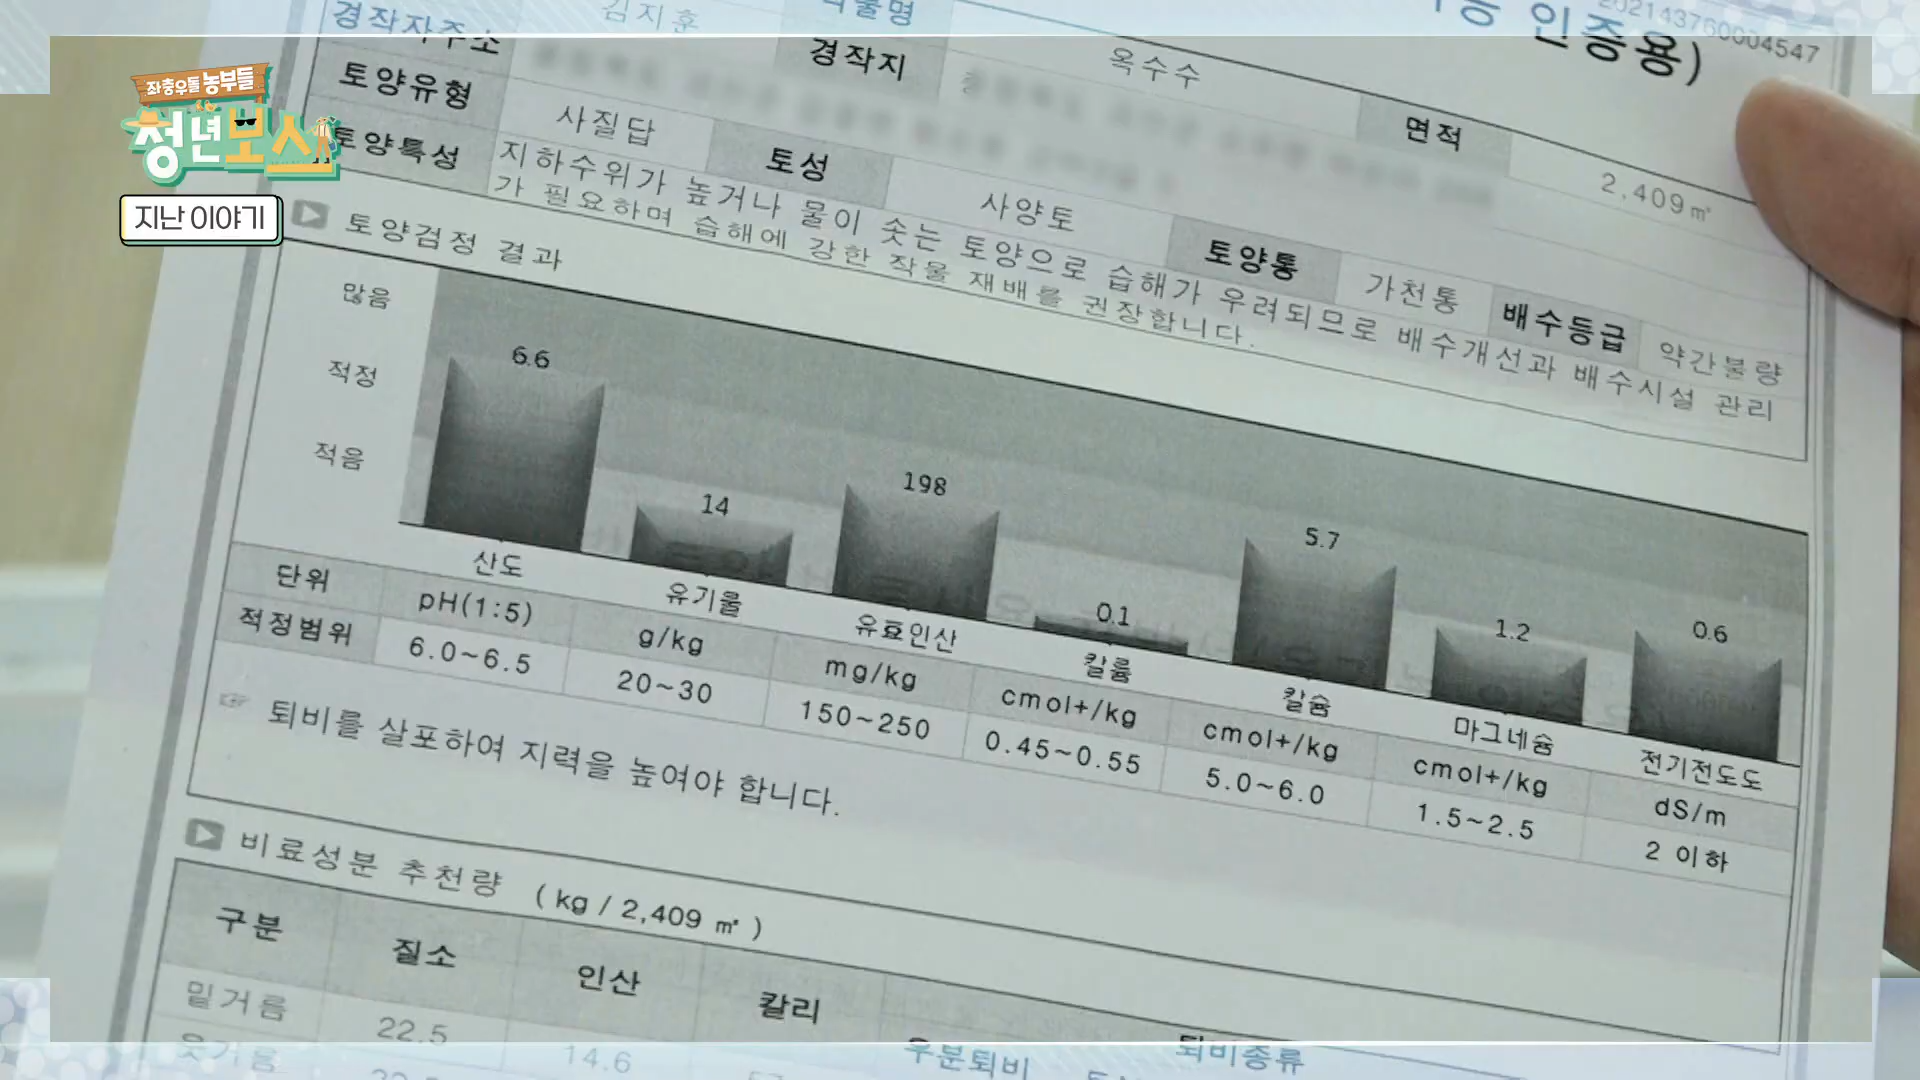 좌충우돌 농부들
청년보스
지난 이야기
인증용)
202143760004547
경작자주소
김지훈
경작지
옥수수
면적
2,409㎡
토양유형
사질답
토성
사양토
토양통
가천통
배수등급
약간불량
토양특성
지하수위가 높거나 물이 솟는 토양으로 습해가 우려되므로 배수개선과 배수시설 관리
가 필요하며 습해에 강한 작물 재배를 권장합니다.
토양검정 결과
많음
적정
적음
6.6 14 198 0.1 5.7 1.2 0.6
산도 유기물 유효인산 칼륨 칼슘 마그네슘 전기전도도
단위 pH(1:5) g/kg mg/kg cmol+/kg cmol+/kg cmol+/kg dS/m
적정범위 6.0~6.5 20~30 150~250 0.45~0.55 5.0~6.0 1.5~2.5 2 이하
☞ 퇴비를 살포하여 지력을 높여야 합니다.
비료성분 추천량 (kg / 2,409 ㎡)
구분 질소 인산 칼리
퇴비종류
밑거름 22.5 14.6
우분퇴비
웃거름